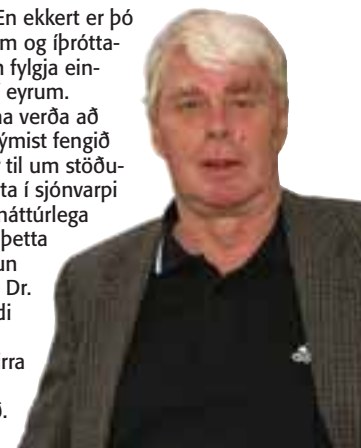 En ekkert er þó
m og íþrótta-
fylgja ein-
eyrum.
na verða að
ýmist fengið
r til um stöðu-
ta í sjónvarpi
náttúrlega
þetta
un
Dr.
di
rra